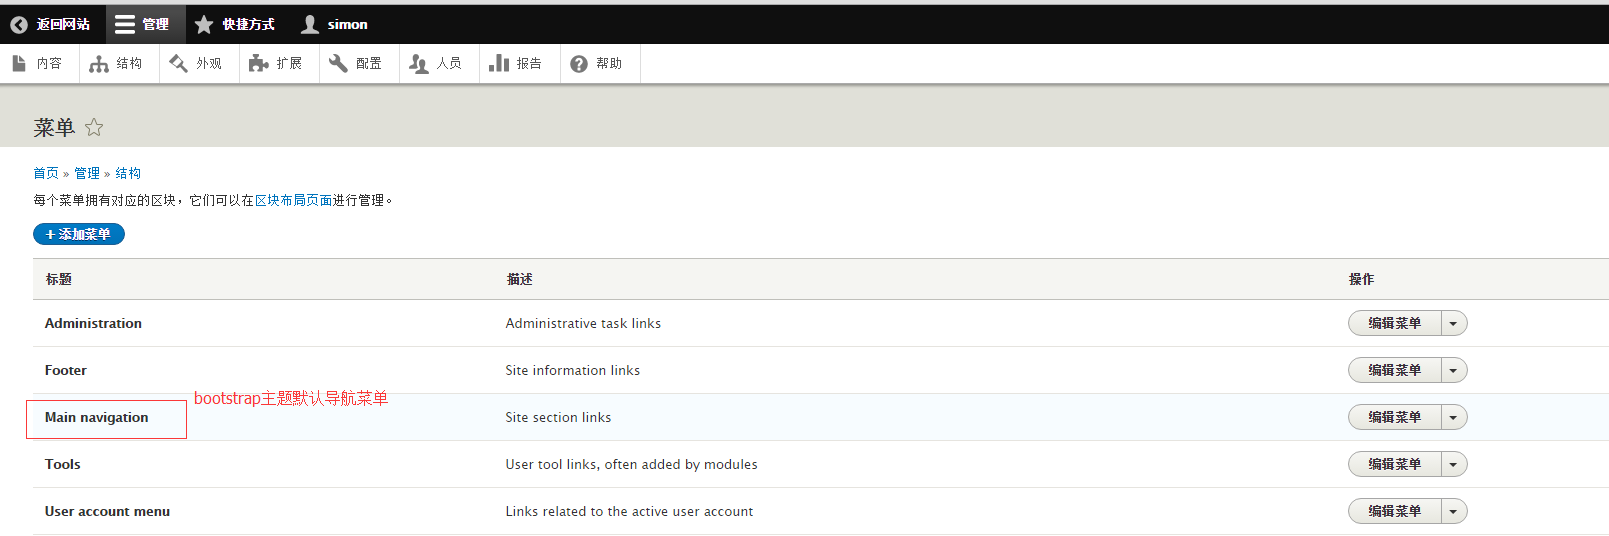 返回网站 管理 快捷方式 simon
内容 结构 外观 扩展 配置 人员 报告 帮助
菜单
首页 » 管理 » 结构
每个菜单拥有对应的区块，它们可以在区块布局页面进行管理。
+ 添加菜单
标题 描述 操作
Administration Administrative task links 编辑菜单
Footer Site information links 编辑菜单
bootstrap主题默认导航菜单
Main navigation Site section links 编辑菜单
Tools User tool links, often added by modules 编辑菜单
User account menu Links related to the active user account 编辑菜单